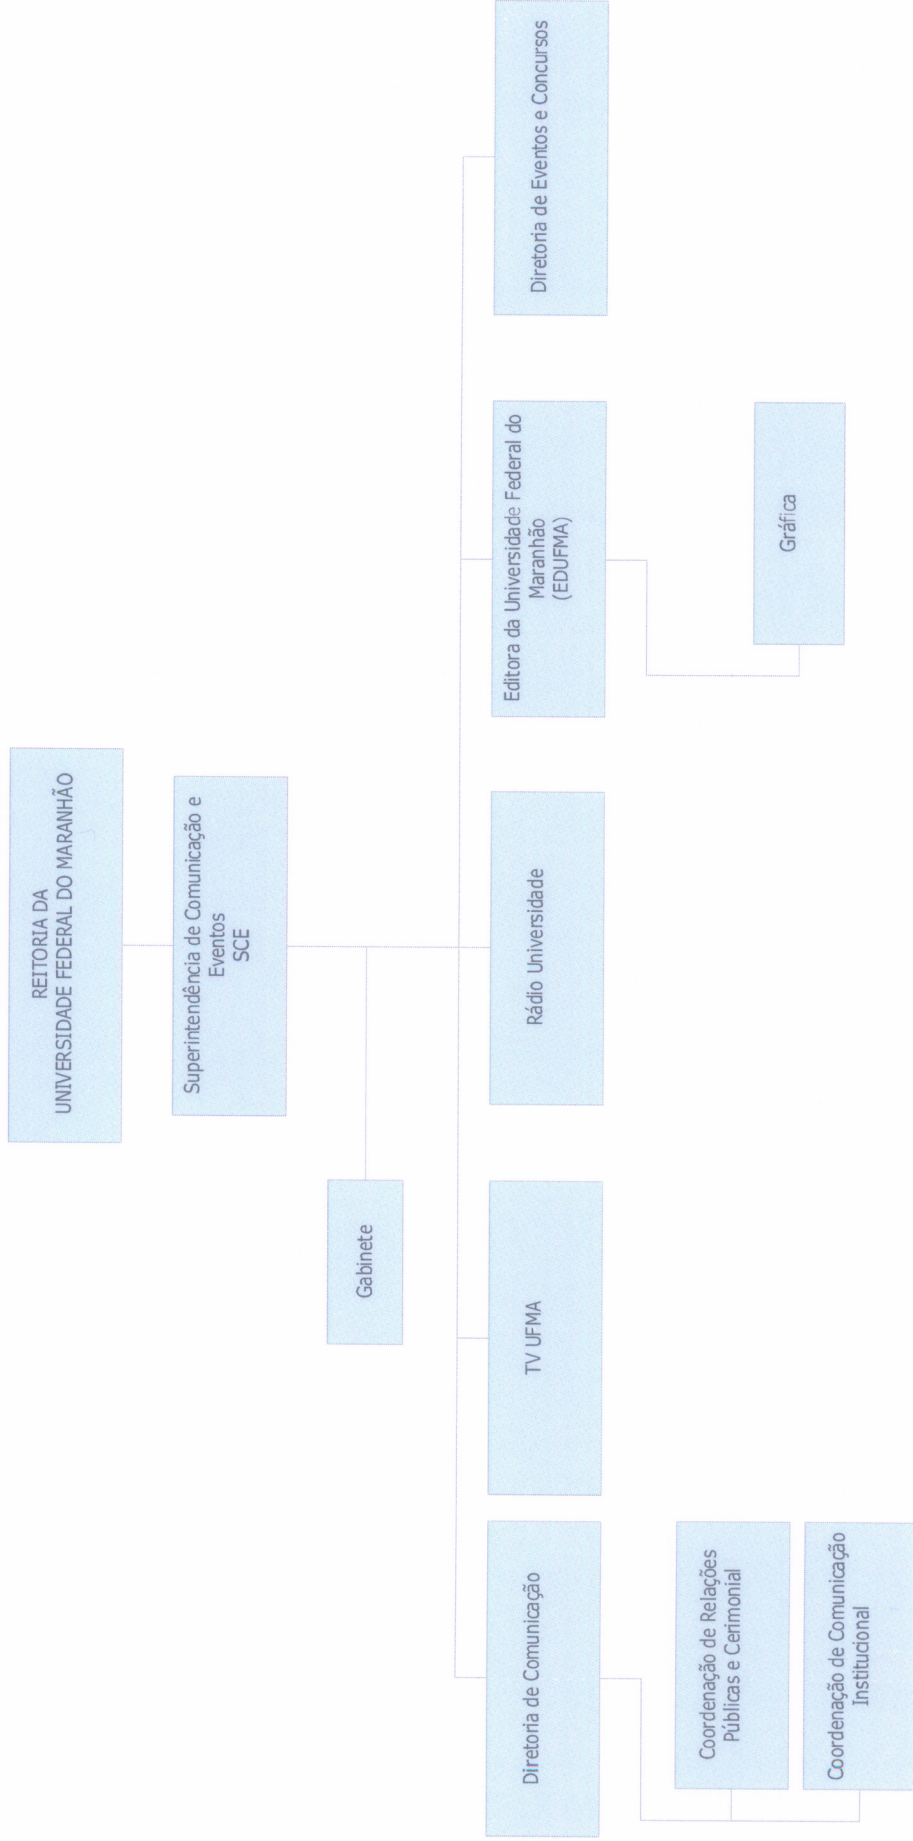 REITORIA DA
UNIVERSIDADE FEDERAL DO MARANHÃO
Superintendência de Comunicação e
Eventos
SCE
Gabinete
Diretoria de Comunicação
TV UFMA
Rádio Universidade
Editora da Universidade Federal do
Maranhão
(EDUFMA)
Diretoria de Eventos e Concursos
Coordenação de Relações
Públicas e Cerimonial
Coordenação de Comunicação
Institucional
Gráfica